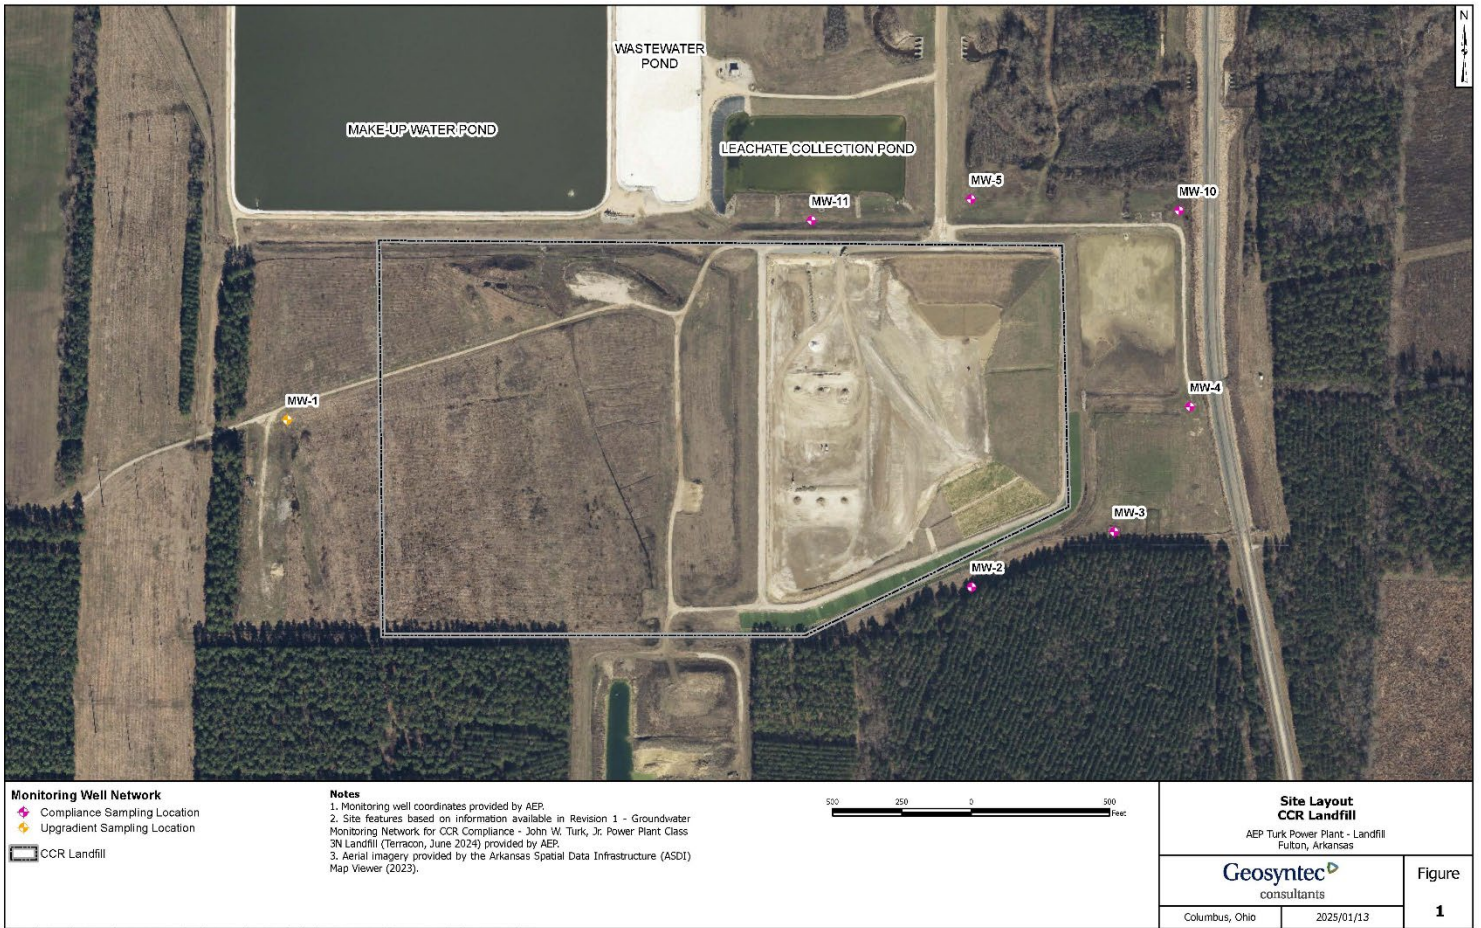 N
WASTEWATER
POND
MAKE-UP WATER POND
LEACHATE COLLECTION POND
MW-5
MW-10
MW-11
MW-1
MW-4
MW-3
MW-2
Monitoring Well Network
Compliance Sampling Location
Upgradient Sampling Location
CCR Landfill
Notes
1. Monitoring well coordinates provided by AEP.
2. Site features based on information available in Revision 1 - Groundwater
Monitoring Network for CCR Compliance - John W. Turk, Jr. Power Plant Class
3N Landfill (Terracon, June 2024) provided by AEP.
3. Aerial imagery provided by the Arkansas Spatial Data Infrastructure (ASDI)
Map Viewer (2023).
500 250 0 500
Feet
Site Layout
CCR Landfill
AEP Turk Power Plant - Landfill
Fulton, Arkansas
Geosyntec
consultants
Columbus, Ohio
2025/01/13
Figure
1